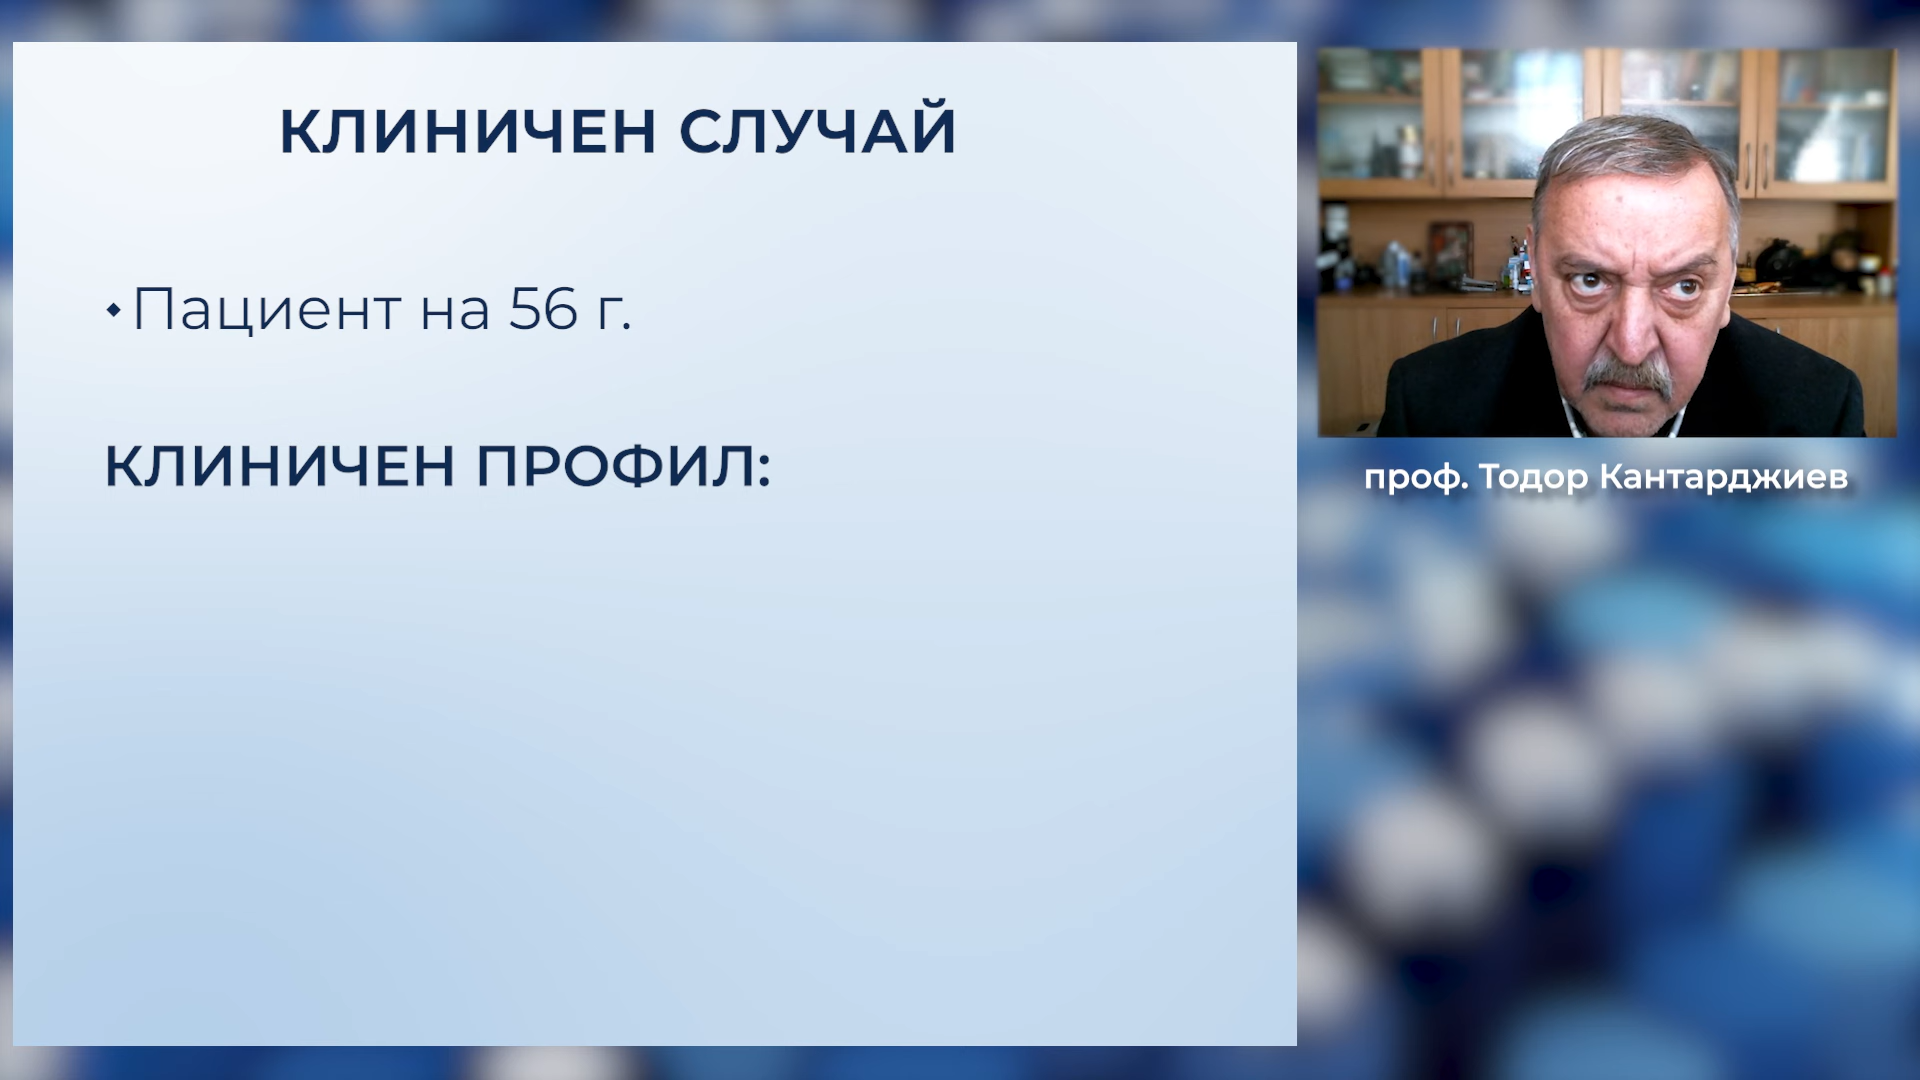 КЛИНИЧЕН СЛУЧАЙ
Пациент на 56 г.
КЛИНИЧЕН ПРОФИЛ:
проф. Тодор Кантарджиев